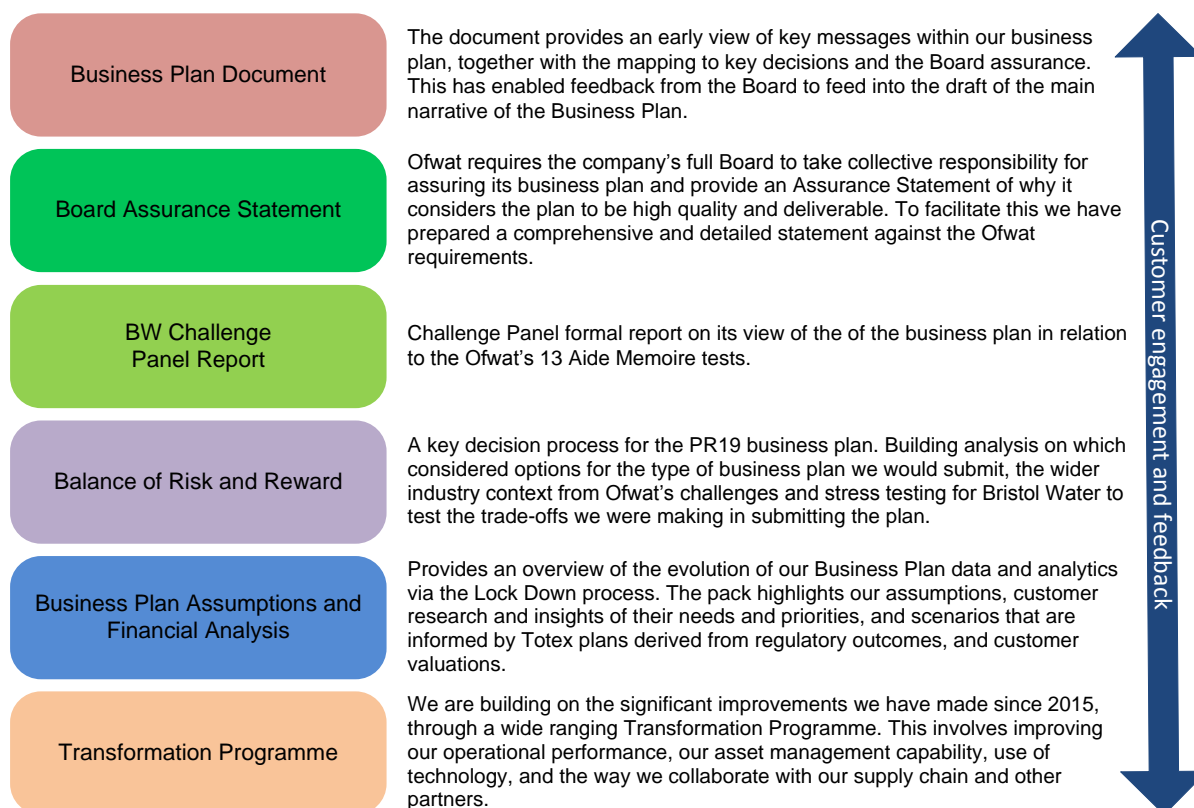 Business Plan Document
The document provides an early view of key messages within our business
plan, together with the mapping to key decisions and the Board assurance.
This has enabled feedback from the Board to feed into the draft of the main
narrative of the Business Plan.
Board Assurance Statement
Ofwat requires the company’s full Board to take collective responsibility for
assuring its business plan and provide an Assurance Statement of why it
considers the plan to be high quality and deliverable. To facilitate this we have
prepared a comprehensive and detailed statement against the Ofwat
requirements.
BW Challenge
Panel Report
Challenge Panel formal report on its view of the of the business plan in relation
to the Ofwat’s 13 Aide Memoire tests.
Balance of Risk and Reward
A key decision process for the PR19 business plan. Building analysis on which
considered options for the type of business plan we would submit, the wider
industry context from Ofwat’s challenges and stress testing for Bristol Water to
test the trade-offs we were making in submitting the plan.
Business Plan Assumptions and
Financial Analysis
Provides an overview of the evolution of our Business Plan data and analytics
via the Lock Down process. The pack highlights our assumptions, customer
research and insights of their needs and priorities, and scenarios that are
informed by Totex plans derived from regulatory outcomes, and customer
valuations.
Transformation Programme
We are building on the significant improvements we have made since 2015,
through a wide ranging Transformation Programme. This involves improving
our operational performance, our asset management capability, use of
technology, and the way we collaborate with our supply chain and other
partners.
Customer engagement and feedback